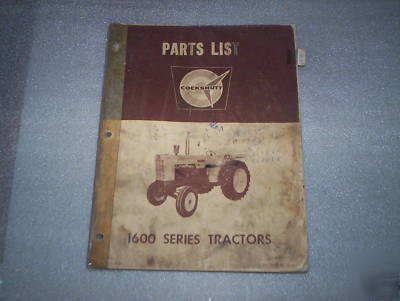 PARTS LIST
COCKSHUTT
1600 SERIES TRACTORS